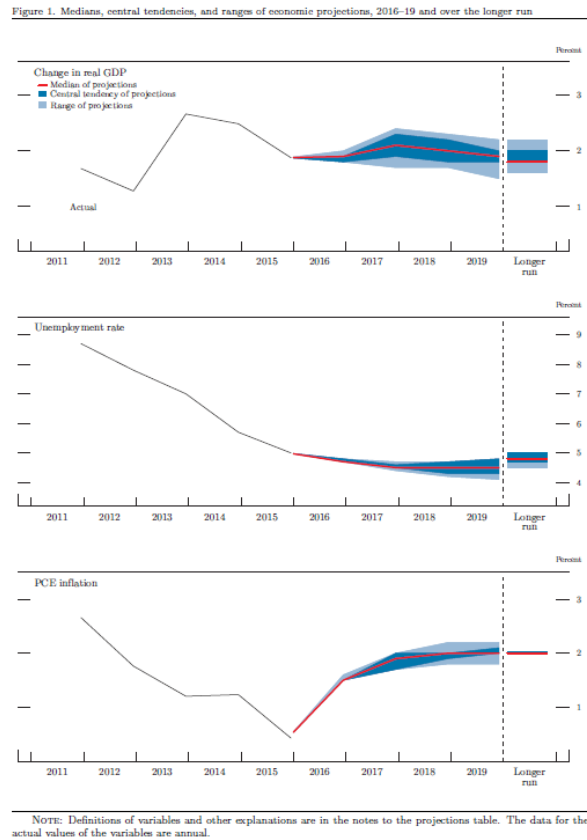 Figure 1. Medians, central tendencies, and ranges of economic projections, 2016–19 and over the longer run
Percent
Change in real GDP
Median of projections
Central tendency of projections
Range of projections
3
2
1
Actual
2011 2012 2013 2014 2015 2016 2017 2018 2019 Longer
run
Percent
Unemployment rate
9
8
7
6
5
4
2011 2012 2013 2014 2015 2016 2017 2018 2019 Longer
run
Percent
PCE inflation
3
2
1
2011 2012 2013 2014 2015 2016 2017 2018 2019 Longer
run
NOTE: Definitions of variables and other explanations are in the notes to the projections table. The data for the
actual values of the variables are annual.